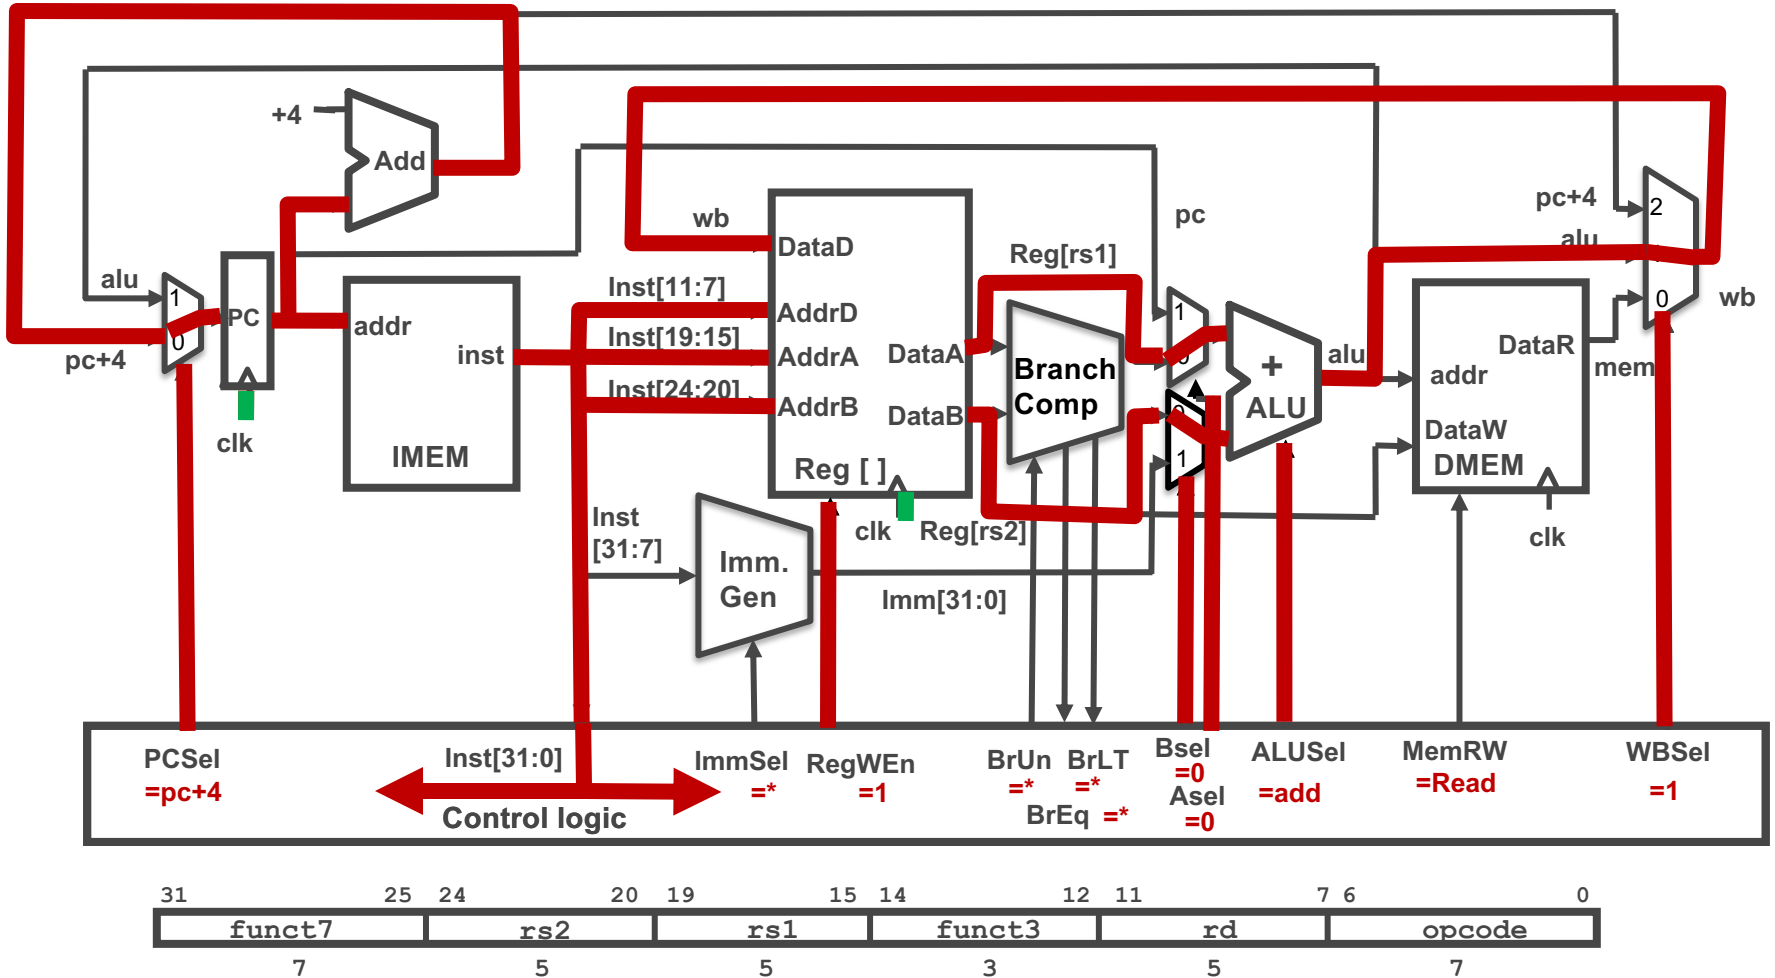 +4
Add
alu
1
0
pc+4
PC
clk
addr
inst
IMEM
Inst[11:7]
Inst[19:15]
Inst[24:20]
wb
DataD
AddrD
AddrA
AddrB
DataA
DataB
Reg [ ]
clk
Reg[rs1]
Reg[rs2]
Branch
Comp
Inst
[31:7]
Imm.
Gen
Imm[31:0]
pc
1
0
0
1
+
ALU
alu
addr
DataW
DMEM
DataR
clk
mem
pc+4
alu
2
0
wb
PCSel
=pc+4
Inst[31:0]
Control logic
ImmSel
=*
RegWEn
=1
BrUn
=*
BrLT
=*
BrEq =*
Bsel
=0
Asel
=0
ALUSel
=add
MemRW
=Read
WBSel
=1
31 25 24 20 19 15 14 12 11 7 6 0
funct7 rs2 rs1 funct3 rd opcode
7 5 5 3 5 7